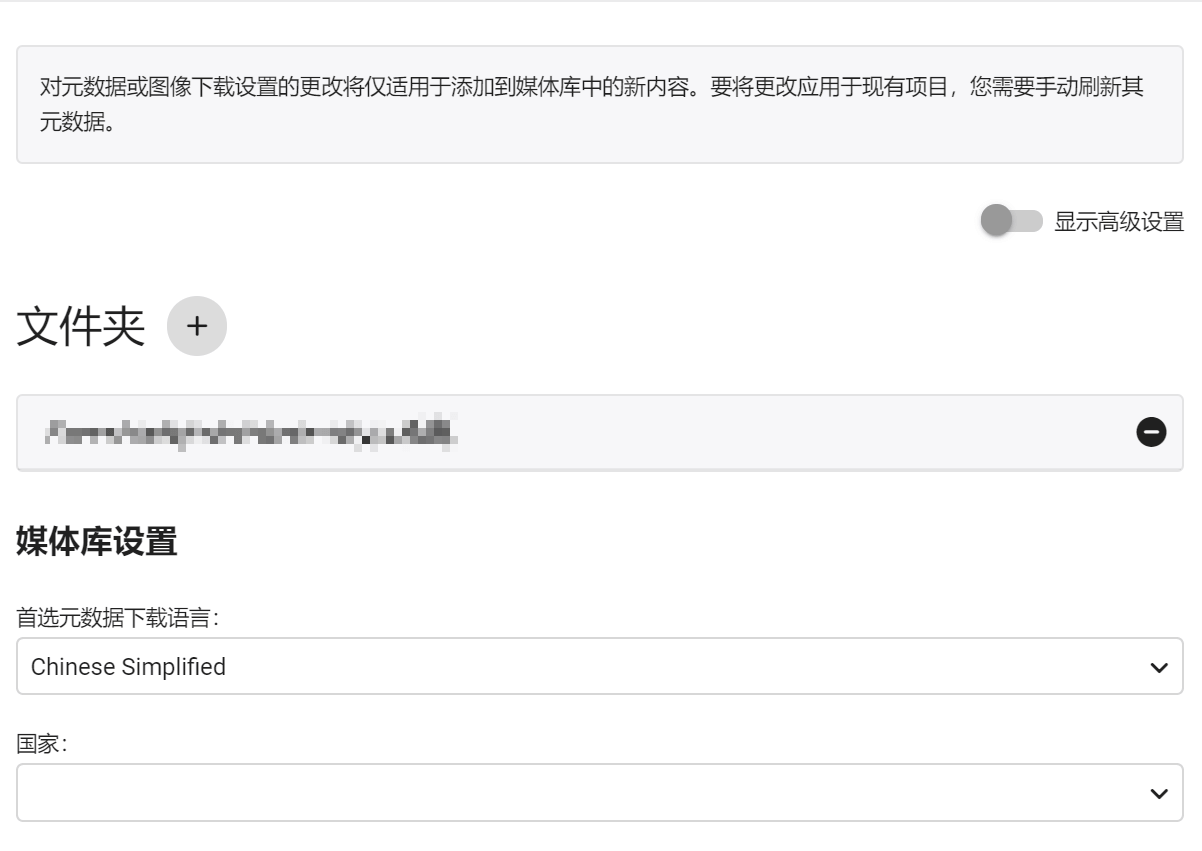 对元数据或图像下载设置的更改将仅适用于添加到媒体库中的新内容。要将更改应用于现有项目，您需要手动刷新其
元数据。
显示高级设置
文件夹
媒体库设置
首选元数据下载语言：
Chinese Simplified
国家：